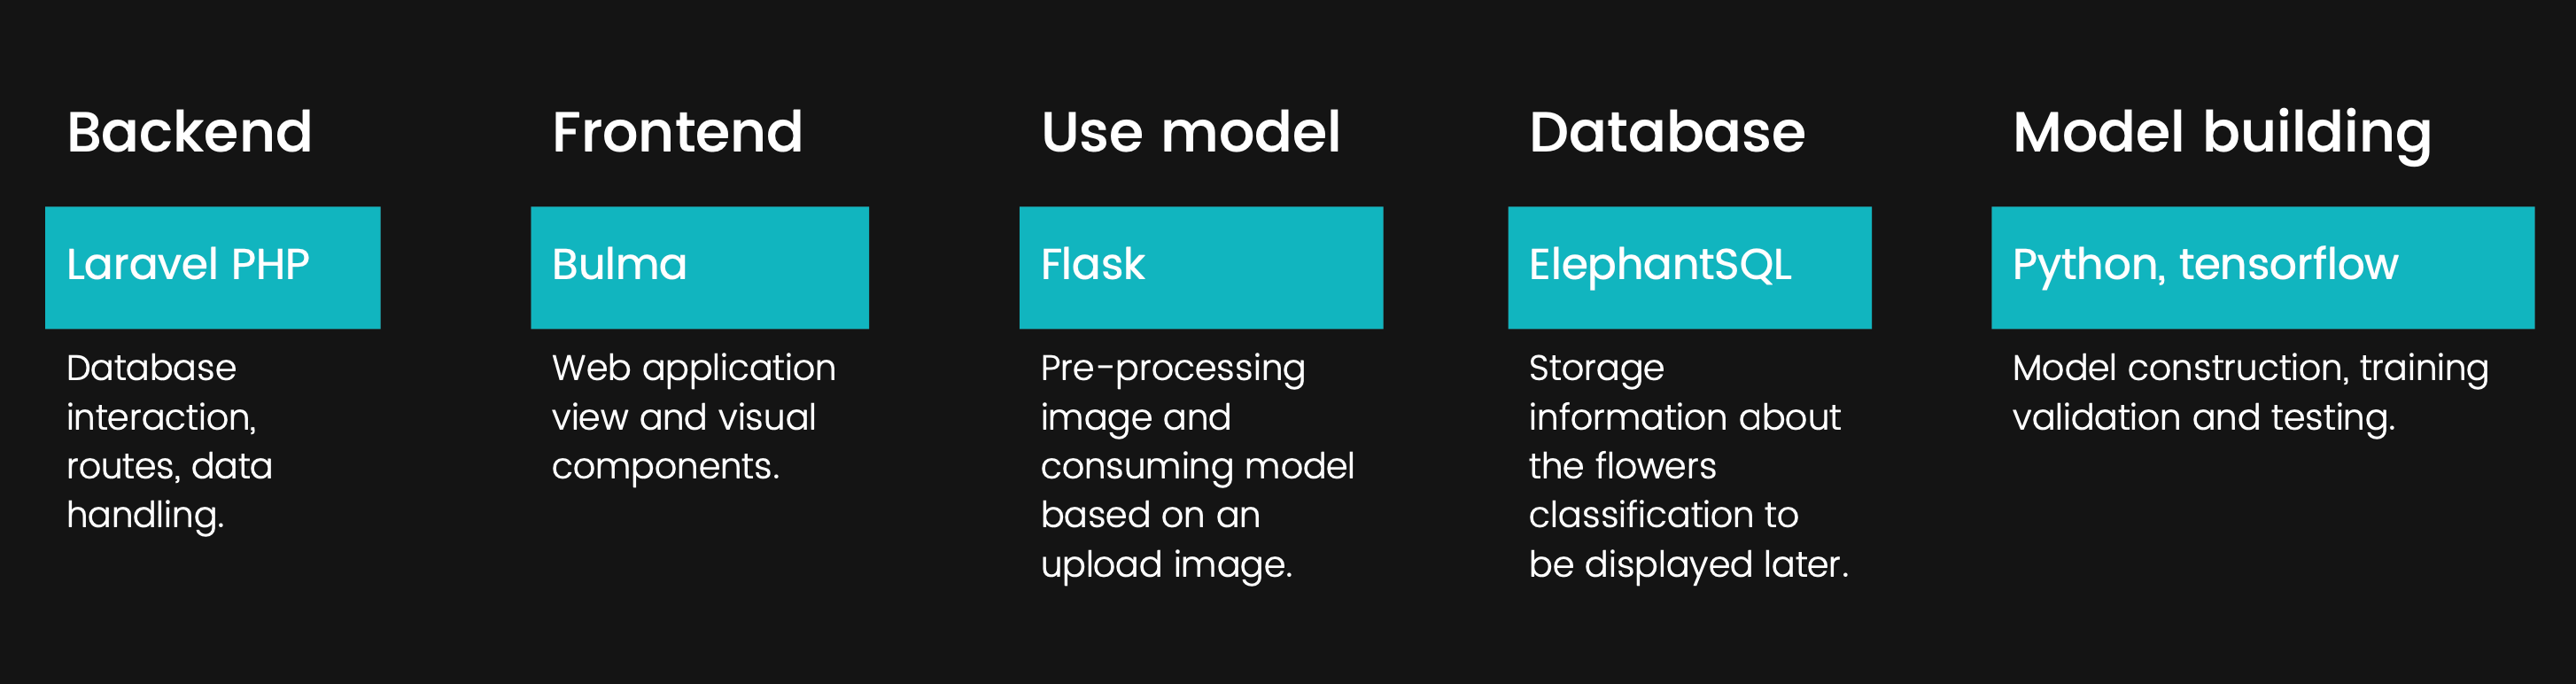 Backend
Laravel PHP
Database
interaction,
routes, data
handling.
Frontend
Bulma
Web application
view and visual
components.
Use model
Flask
Pre-processing
image and
consuming model
based on an
upload image.
Database
ElephantSQL
Storage
information about
the flowers
classification to
be displayed later.
Model building
Python, tensorflow
Model construction, training
validation and testing.